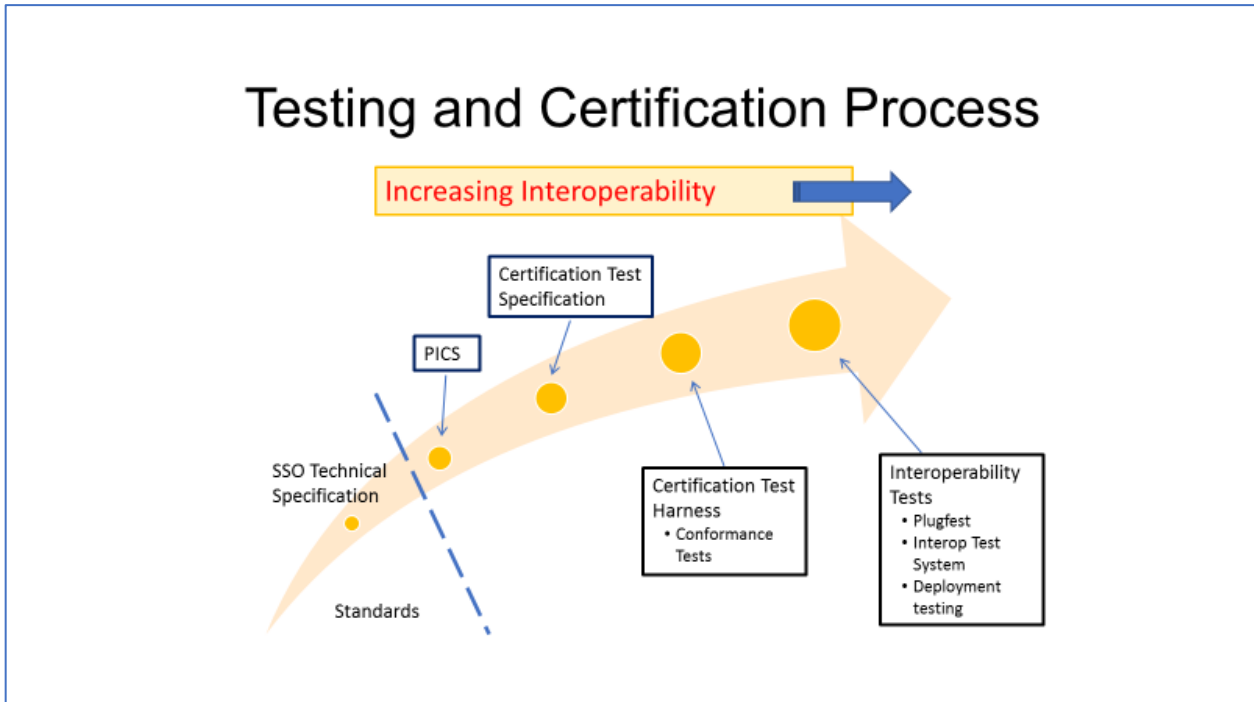 Testing and Certification Process
Increasing Interoperability
Certification Test
Specification
PICS
SSO Technical
Specification
Standards
Certification Test
Harness
• Conformance
Tests
Interoperability
Tests
• Plugfest
• Interop Test
System
• Deployment
testing